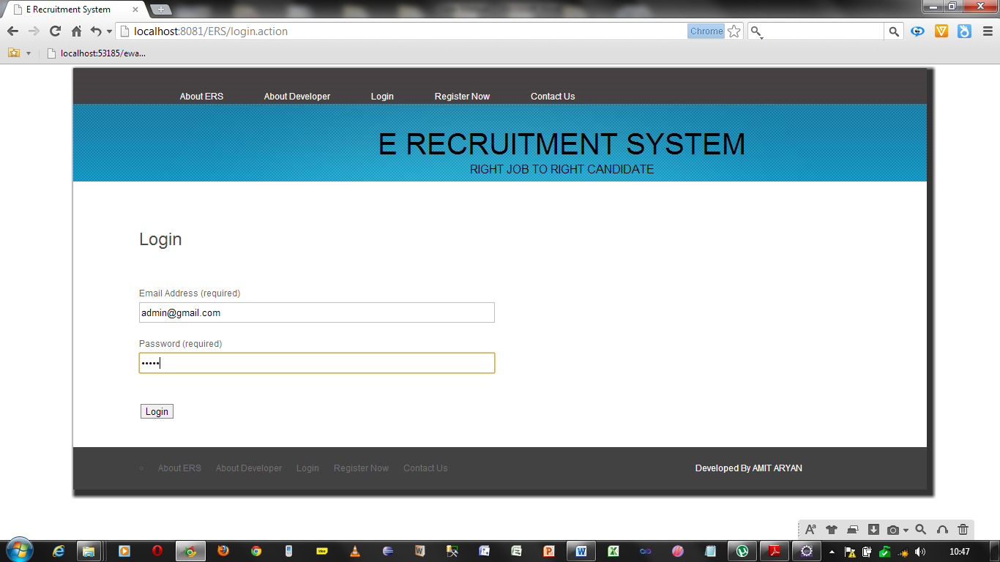 E Recruitment System
localhost:8081/ERS/login.action
Chrome
localhost:53185/ewa...
About ERS About Developer Login Register Now Contact Us
E RECRUITMENT SYSTEM
RIGHT JOB TO RIGHT CANDIDATE
Login
Email Address (required)
admin@gmail.com
Password (required)
•••••
Login
About ERS About Developer Login Register Now Contact Us
Developed By AMIT ARYAN
10:47